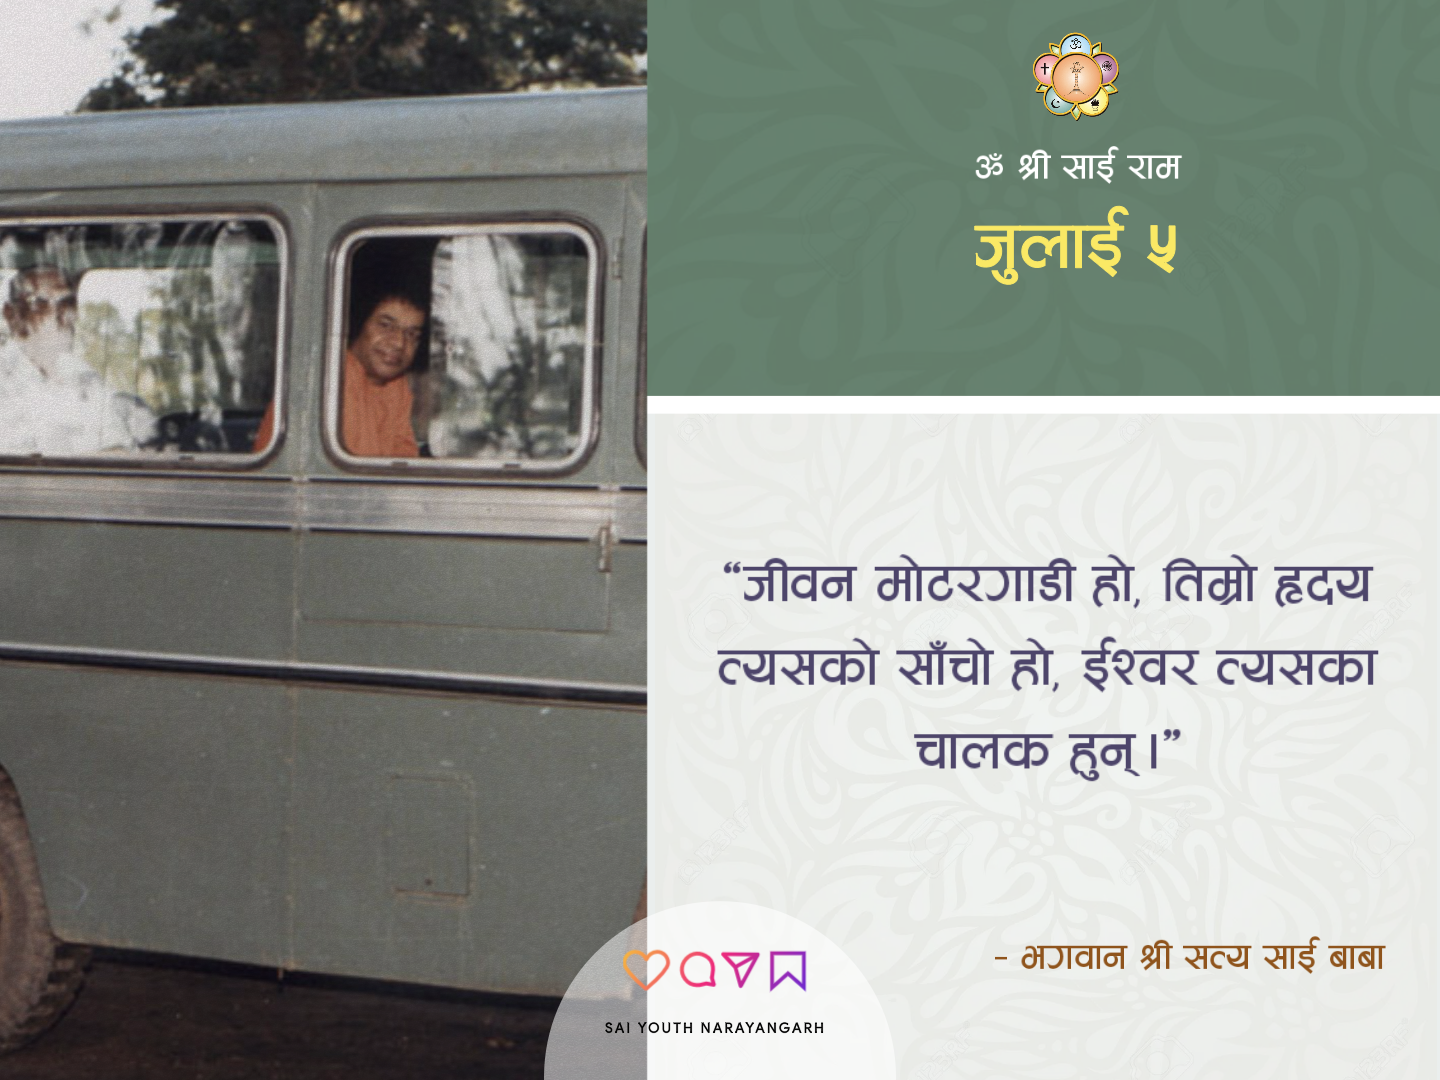 ॐ श्री साई राम
जुलाई ५
“जीवन मोटरगाडी हो, तिम्रो हृदय
त्यसको साँचो हो, ईश्वर त्यसका
चालक हुन् ।”
- भगवान श्री सत्य साई बाबा
SAI YOUTH NARAYANGARH